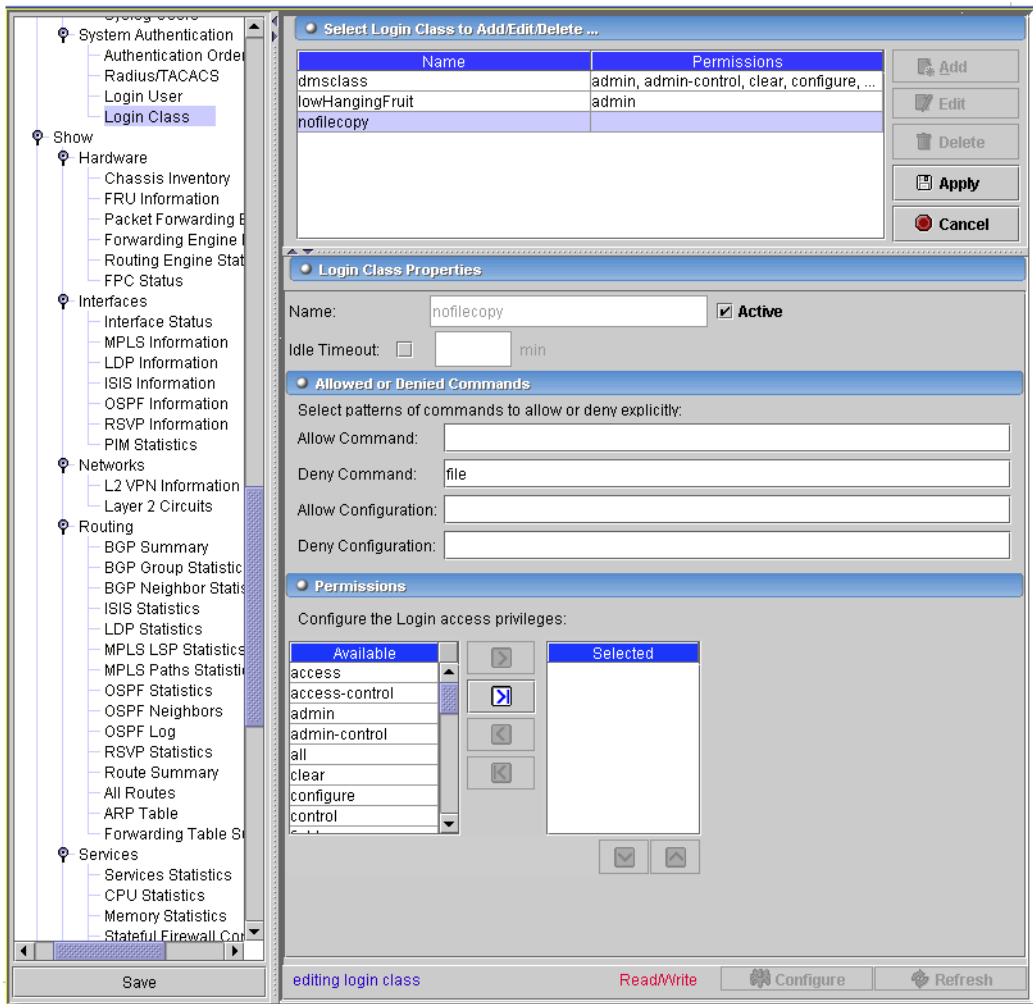 System Authentication
Authentication Order
Radius/TACACS
Login User
Login Class
Show
Hardware
Chassis Inventory
FRU Information
Packet Forwarding E
Forwarding Engine
Routing Engine Stat
FPC Status
Interfaces
Interface Status
MPLS Information
LDP Information
ISIS Information
OSPF Information
RSVP Information
PIM Statistics
Networks
L2 VPN Information
Layer 2 Circuits
Routing
BGP Summary
BGP Group Statistic
BGP Neighbor Statis
ISIS Statistics
LDP Statistics
MPLS LSP Statistics
MPLS Paths Statisti
OSPF Statistics
OSPF Neighbors
OSPF Log
RSVP Statistics
Route Summary
All Routes
ARP Table
Forwarding Table S
Services
Services Statistics
CPU Statistics
Memory Statistics
Stateful Firewall Cor
Save
Select Login Class to Add/Edit/Delete ...
Name Permissions
dmsclass admin, admin-control, clear, configure, ...
lowHangingFruit admin
nofilecopy
Add
Edit
Delete
Apply
Cancel
Login Class Properties
Name: nofilecopy Active
Idle Timeout: min
Allowed or Denied Commands
Select patterns of commands to allow or deny explicitly:
Allow Command:
Deny Command: file
Allow Configuration:
Deny Configuration:
Permissions
Configure the Login access privileges:
Available Selected
access
access-control
admin
admin-control
all
clear
configure
control
editing login class Read/Write Configure Refresh